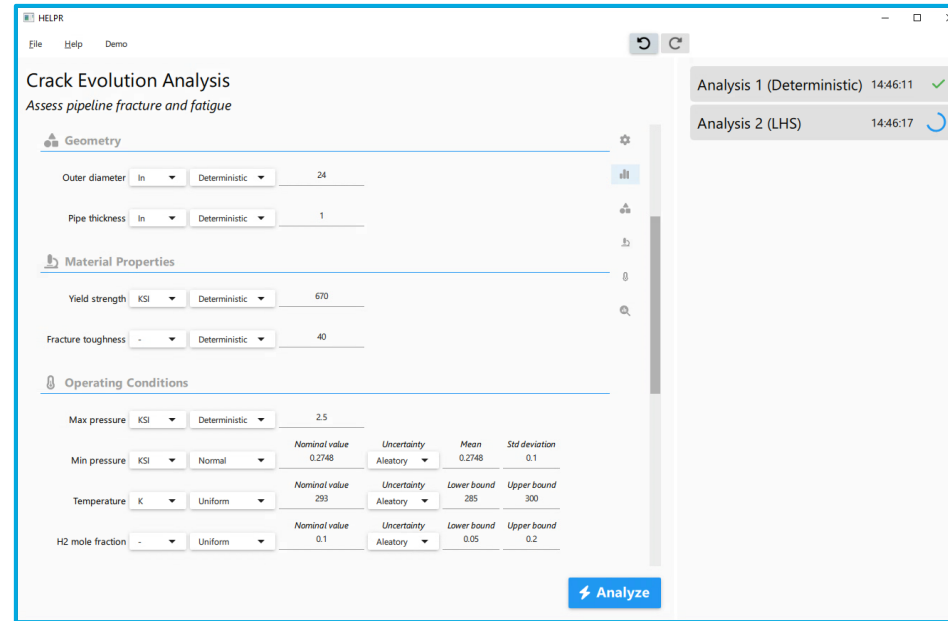 HELPR
File Help Demo
Crack Evolution Analysis
Assess pipeline fracture and fatigue
Geometry
Outer diameter In Deterministic 24
Pipe thickness In Deterministic 1
Material Properties
Yield strength KSI Deterministic 670
Fracture toughness - Deterministic 40
Operating Conditions
Max pressure KSI Deterministic 2.5
Nominal value Uncertainty Mean Std deviation
Min pressure KSI Normal 0.2748 Aleatory 0.2748 0.1
Nominal value Uncertainty Lower bound Upper bound
Temperature K Uniform 293 Aleatory 285 300
Nominal value Uncertainty Lower bound Upper bound
H2 mole fraction - Uniform 0.1 Aleatory 0.05 0.2
Analyze
Analysis 1 (Deterministic) 14:46:11
Analysis 2 (LHS) 14:46:17